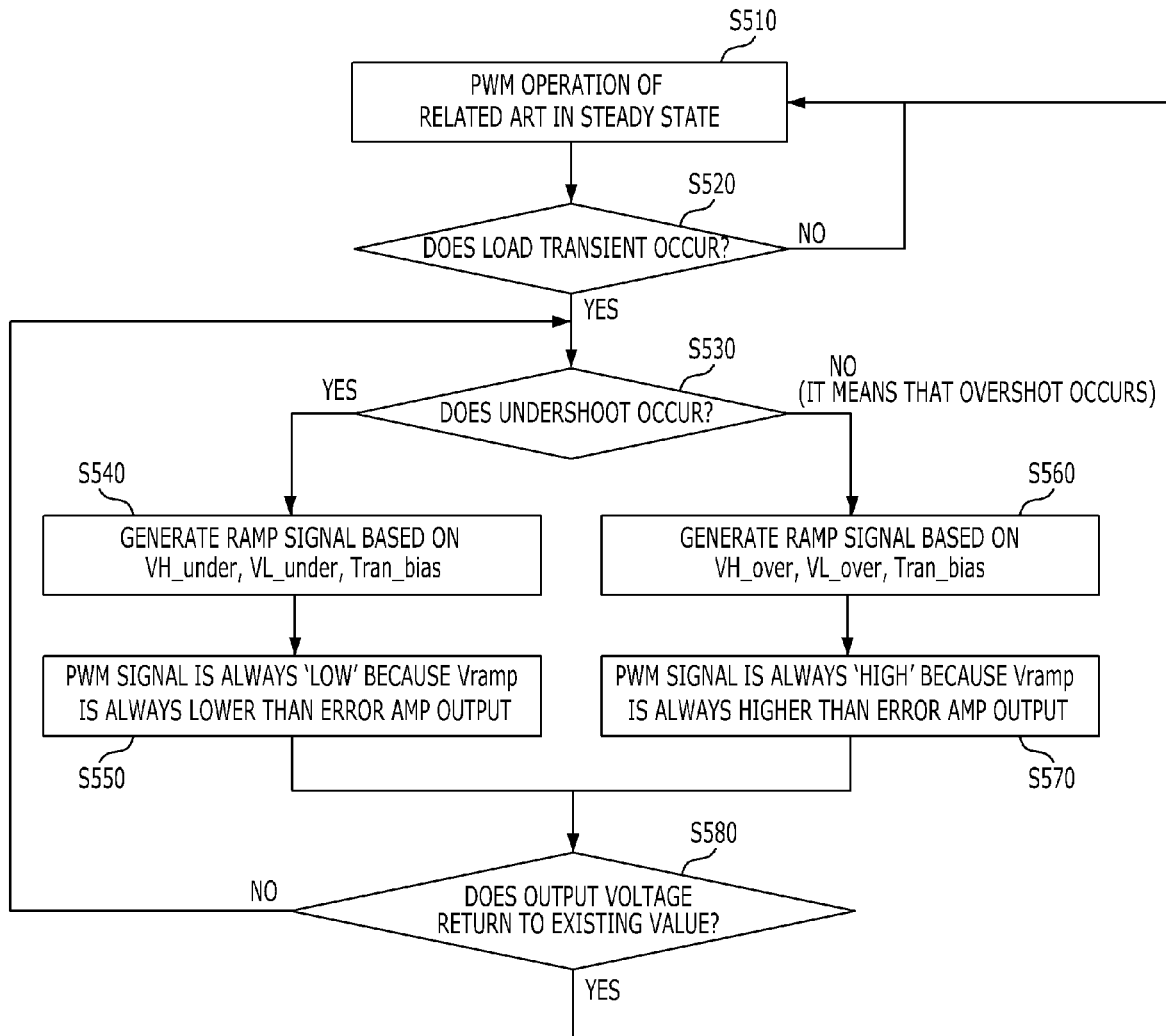 S510
PWM OPERATION OF
RELATED ART IN STEADY STATE
S520
DOES LOAD TRANSIENT OCCUR?
NO
YES
S530
YES
DOES UNDERSHOOT OCCUR?
NO
(IT MEANS THAT OVERSHOT OCCURS)
S540
GENERATE RAMP SIGNAL BASED ON
VH_under, VL_under, Tran_bias
S560
GENERATE RAMP SIGNAL BASED ON
VH_over, VL_over, Tran_bias
PWM SIGNAL IS ALWAYS 'LOW' BECAUSE Vramp
IS ALWAYS LOWER THAN ERROR AMP OUTPUT
S550
PWM SIGNAL IS ALWAYS 'HIGH' BECAUSE Vramp
IS ALWAYS HIGHER THAN ERROR AMP OUTPUT
S570
S580
NO
DOES OUTPUT VOLTAGE
RETURN TO EXISTING VALUE?
YES